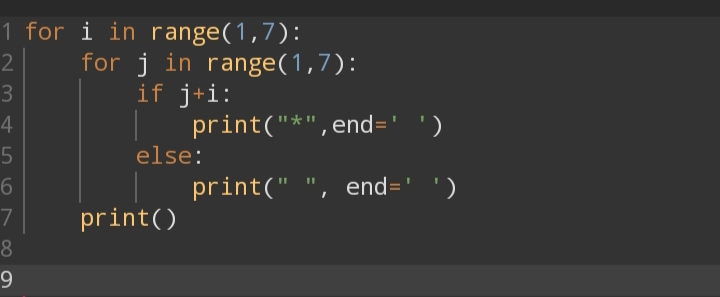 1 for i in range(1,7):
2     for j in range(1,7):
3         if j+i:
4             print("*",end=' ')
5         else:
6             print(" ", end=' ')
7     print()
8
9